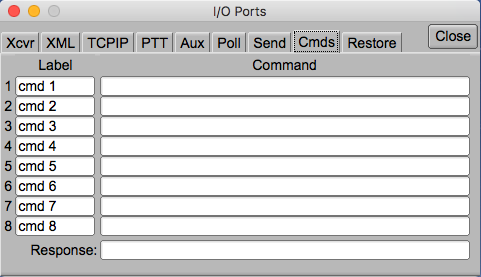 I/O Ports
Xcvr XML TCPIP PTT Aux Poll Send Cmds Restore Close
Label Command
1 cmd 1
2 cmd 2
3 cmd 3
4 cmd 4
5 cmd 5
6 cmd 6
7 cmd 7
8 cmd 8
Response: